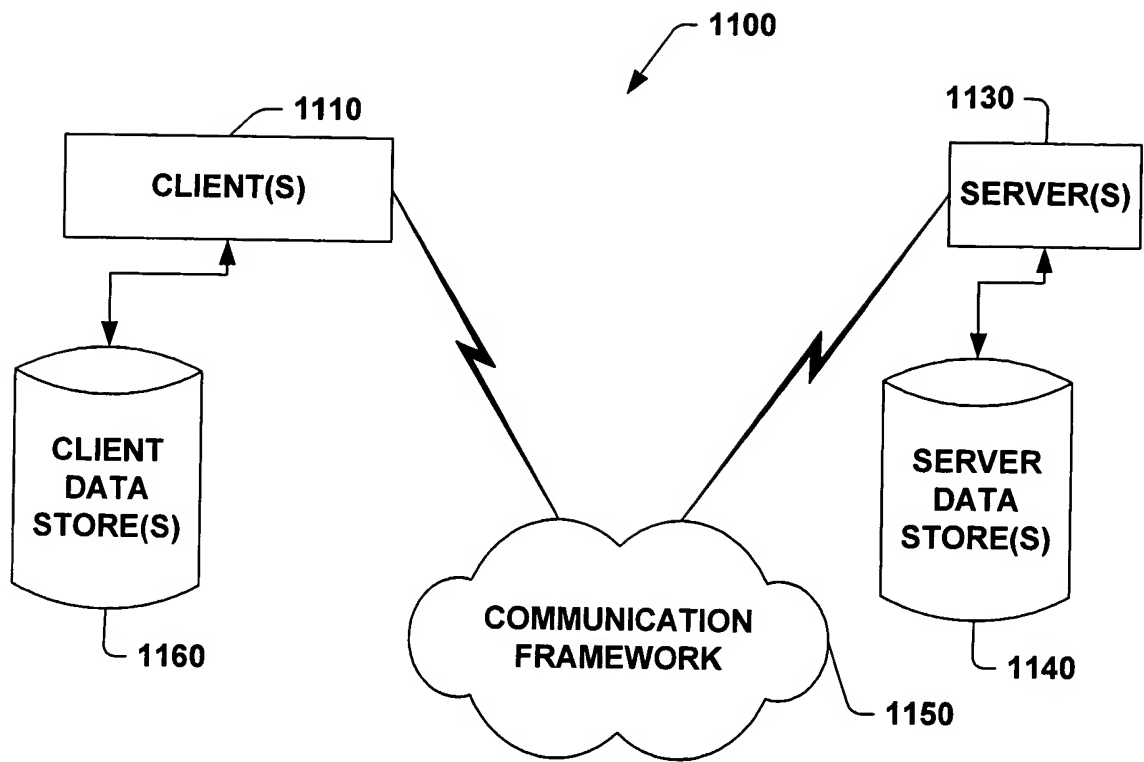 1100
1110
1130
CLIENT(S)
SERVER(S)
CLIENT
DATA
STORE(S)
SERVER
DATA
STORE(S)
COMMUNICATION
FRAMEWORK
1160
1140
1150